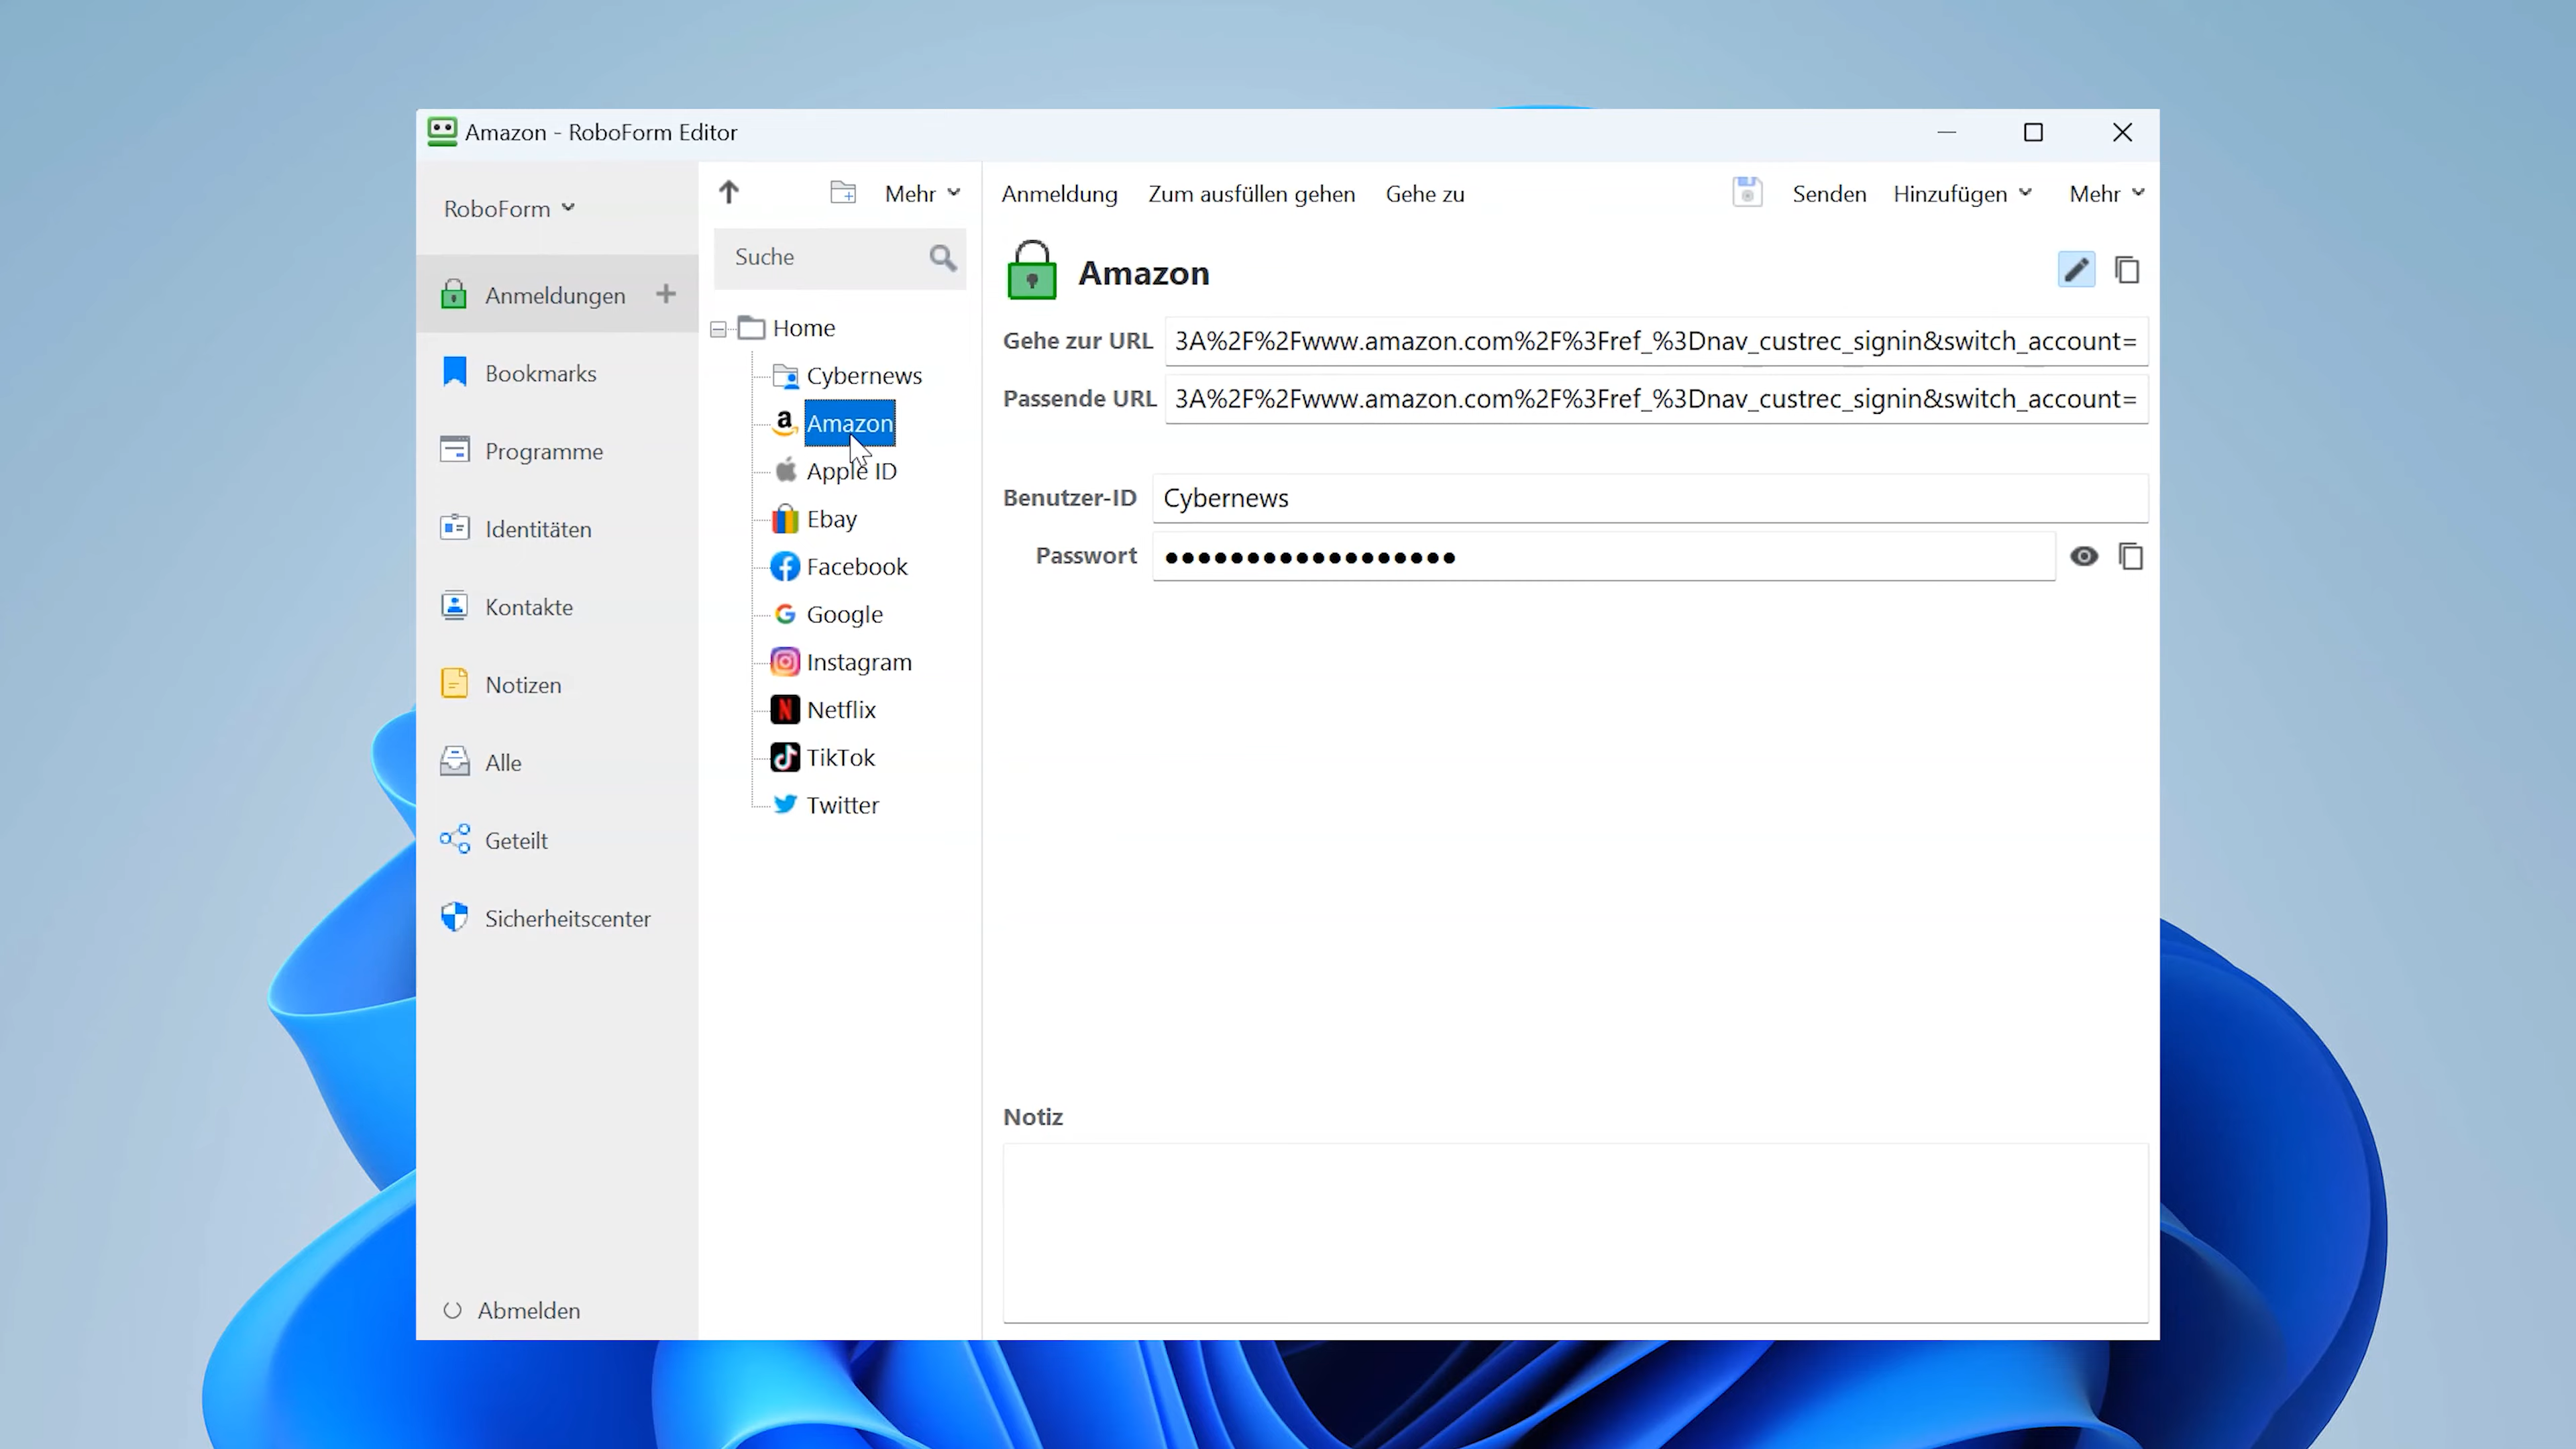 Amazon - RoboForm Editor
RoboForm
Anmeldungen
Bookmarks
Programme
Identitäten
Kontakte
Notizen
Alle
Geteilt
Sicherheitscenter
Abmelden
Mehr
Suche
Home
Cybernews
Amazon
Apple ID
Ebay
Facebook
Google
Instagram
Netflix
TikTok
Twitter
Anmeldung Zum ausfüllen gehen Gehe zu Senden Hinzufügen Mehr
Amazon
Gehe zur URL 3A%2F%2Fwww.amazon.com%2F%3Fref_%3Dnav_custrec_signin&switch_account=
Passende URL 3A%2F%2Fwww.amazon.com%2F%3Fref_%3Dnav_custrec_signin&switch_account=
Benutzer-ID Cybernews
Passwort ●●●●●●●●●●●●●●●●●●
Notiz